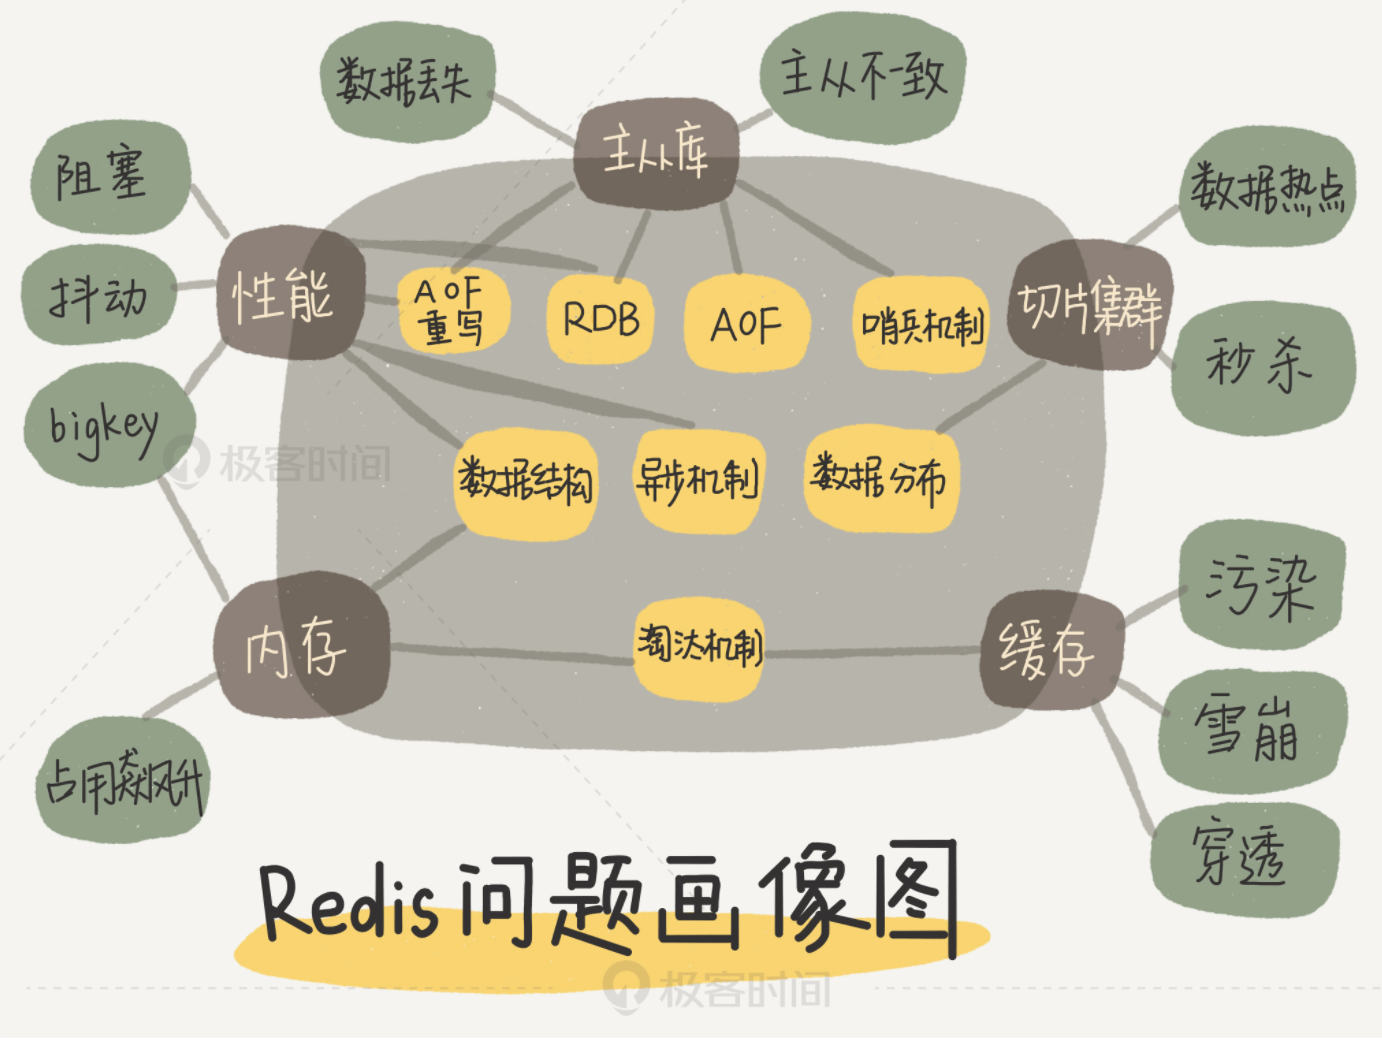 数据丢失
主从不一致
主从库
阻塞
数据热点
性能
抖动
切片集群
AOF
重写
RDB
AOF
哨兵机制
秒杀
bigkey
极客时间
数据结构
异步机制
数据分布
污染
内存
淘汰机制
缓存
雪崩
占用飙升
穿透
Redis问题画像图
极客时间